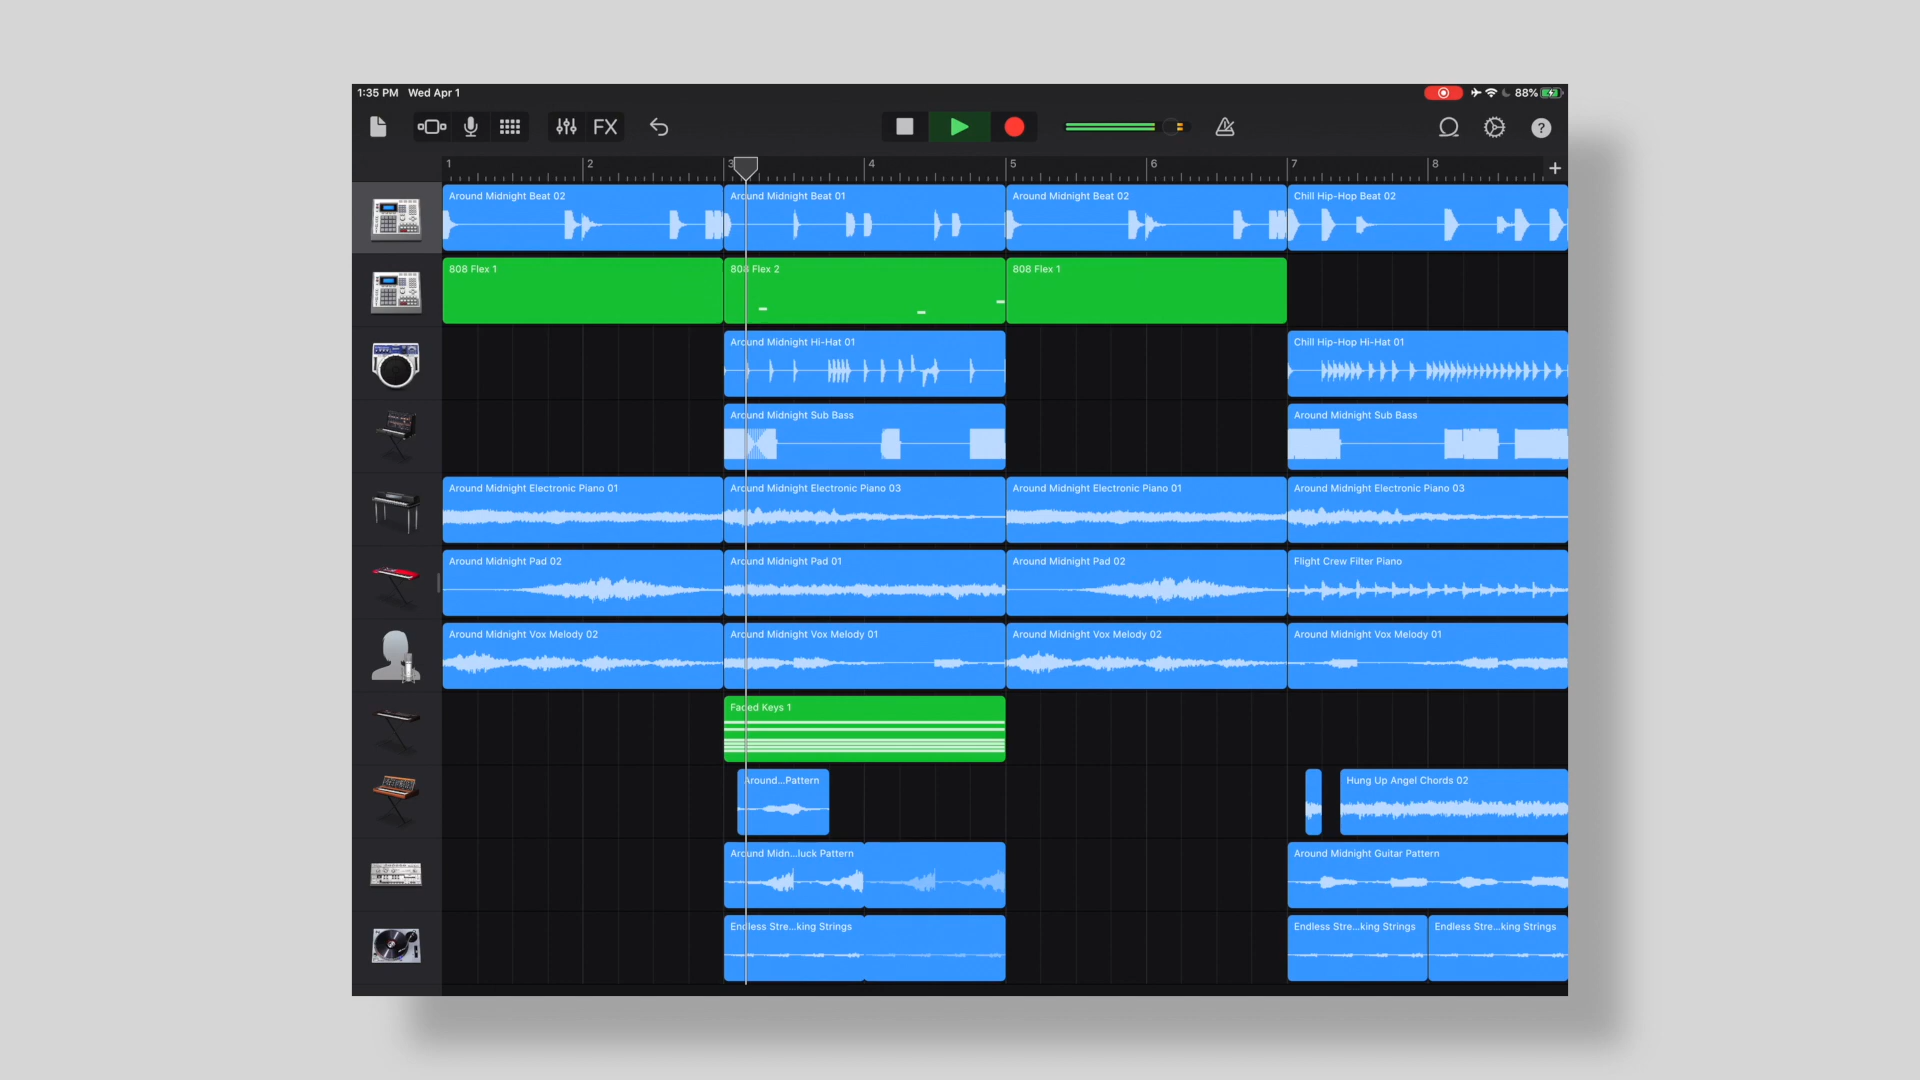 1:35 PM Wed Apr 1
88%
FX
?
1 2 3 4 5 6 7 8 +
Around Midnight Beat 02
Around Midnight Beat 01
Around Midnight Beat 02
Chill Hip-Hop Beat 02
808 Flex 1
808 Flex 2
808 Flex 1
Around Midnight Hi-Hat 01
Chill Hip-Hop Hi-Hat 01
Around Midnight Sub Bass
Around Midnight Sub Bass
Around Midnight Electronic Piano 01
Around Midnight Electronic Piano 03
Around Midnight Electronic Piano 01
Around Midnight Electronic Piano 03
Around Midnight Pad 02
Around Midnight Pad 01
Around Midnight Pad 02
Flight Crew Filter Piano
Around Midnight Vox Melody 02
Around Midnight Vox Melody 01
Around Midnight Vox Melody 02
Around Midnight Vox Melody 01
Faded Keys 1
Around...Pattern
Hung Up Angel Chords 02
Around Midn...luck Pattern
Around Midnight Guitar Pattern
Endless Stre...king Strings
Endless Stre...king Strings
Endless Stre...king Strings